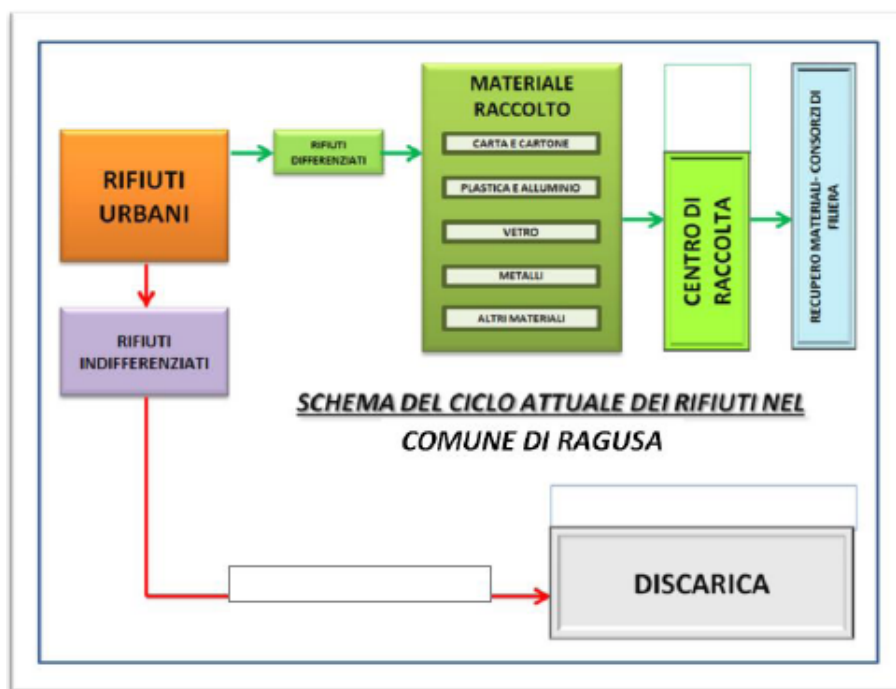 RIFIUTI
URBANI
RIFIUTI
DIFFERENZIATI
MATERIALE
RACCOLTO
CARTA E CARTONE
PLASTICA E ALLUMINIO
VETRO
METALLI
ALTRI MATERIALI
CENTRO DI
RACCOLTA
RECUPERO MATERIALI- CONSORZI DI
FILIERA
RIFIUTI
INDIFFERENZIATI
SCHEMA DEL CICLO ATTUALE DEI RIFIUTI NEL
COMUNE DI RAGUSA
DISCARICA